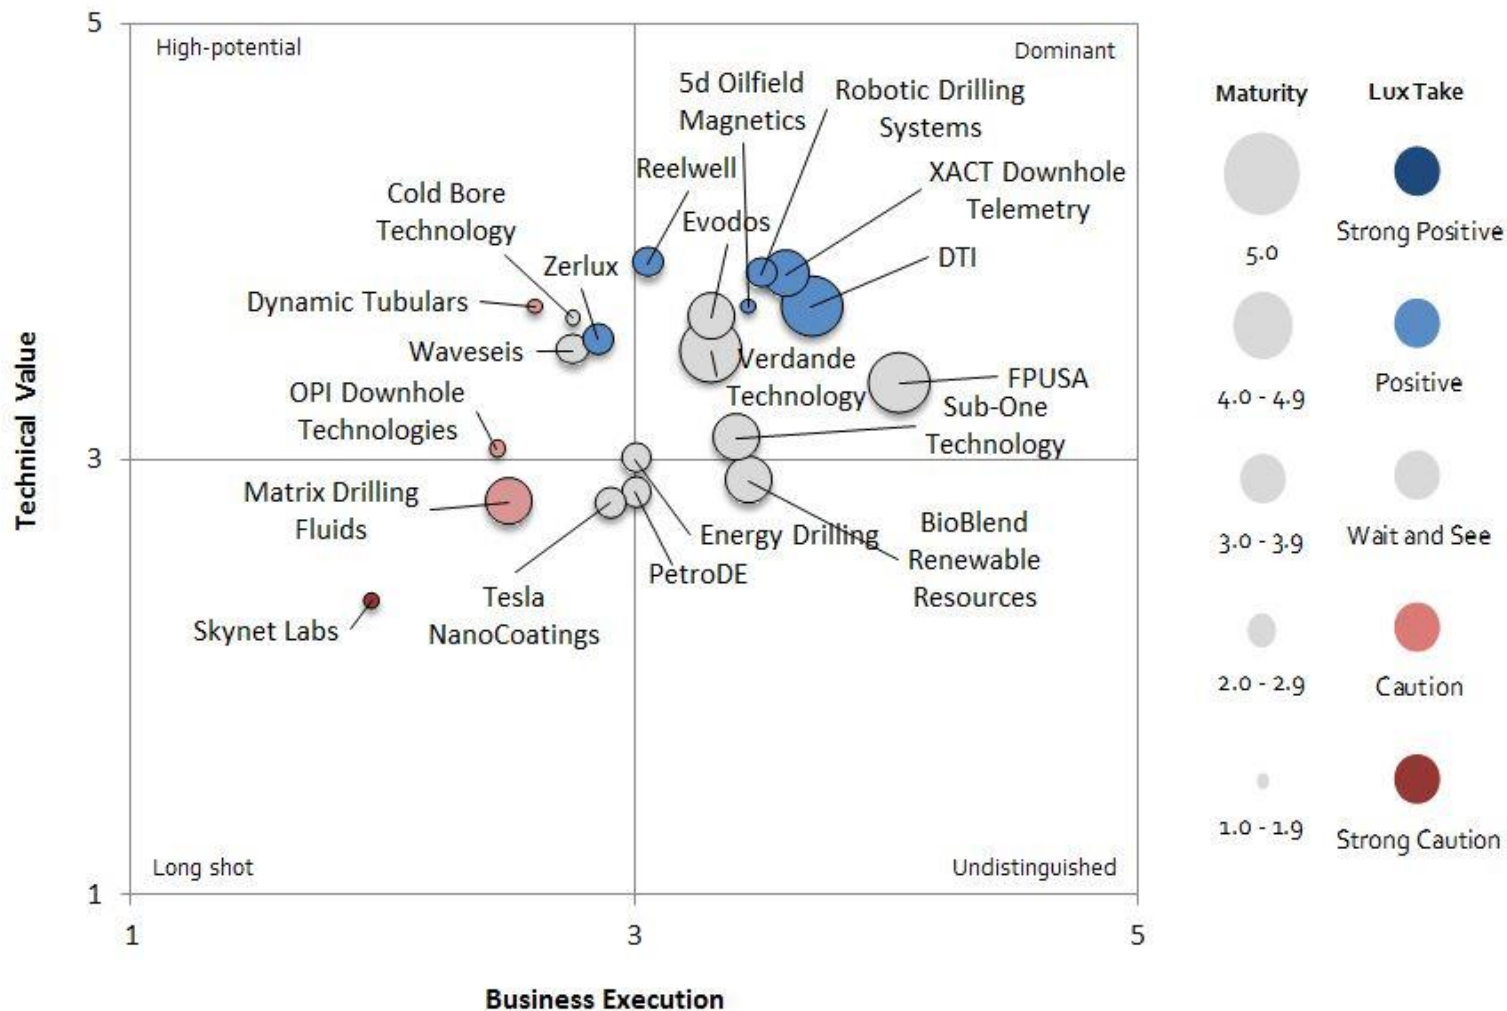 5
High-potential
Dominant
5d Oilfield
Magnetics
Robotic Drilling
Systems
Reelwell
XACT Downhole
Telemetry
Cold Bore
Technology
Evodos
Zerlux
DTI
Dynamic Tubulars
Waveseis
Verdande
Technology
FPUSA
OPI Downhole
Technologies
Sub-One
Technology
3
Matrix Drilling
Fluids
Energy Drilling
BioBlend
Renewable
Resources
PetroDE
Tesla
NanoCoatings
Skynet Labs
Long shot
Undistinguished
1
1
3
5
Technical Value
Business Execution
Maturity
5.0
4.0 - 4.9
3.0 - 3.9
2.0 - 2.9
1.0 - 1.9
Lux Take
Strong Positive
Positive
Wait and See
Caution
Strong Caution